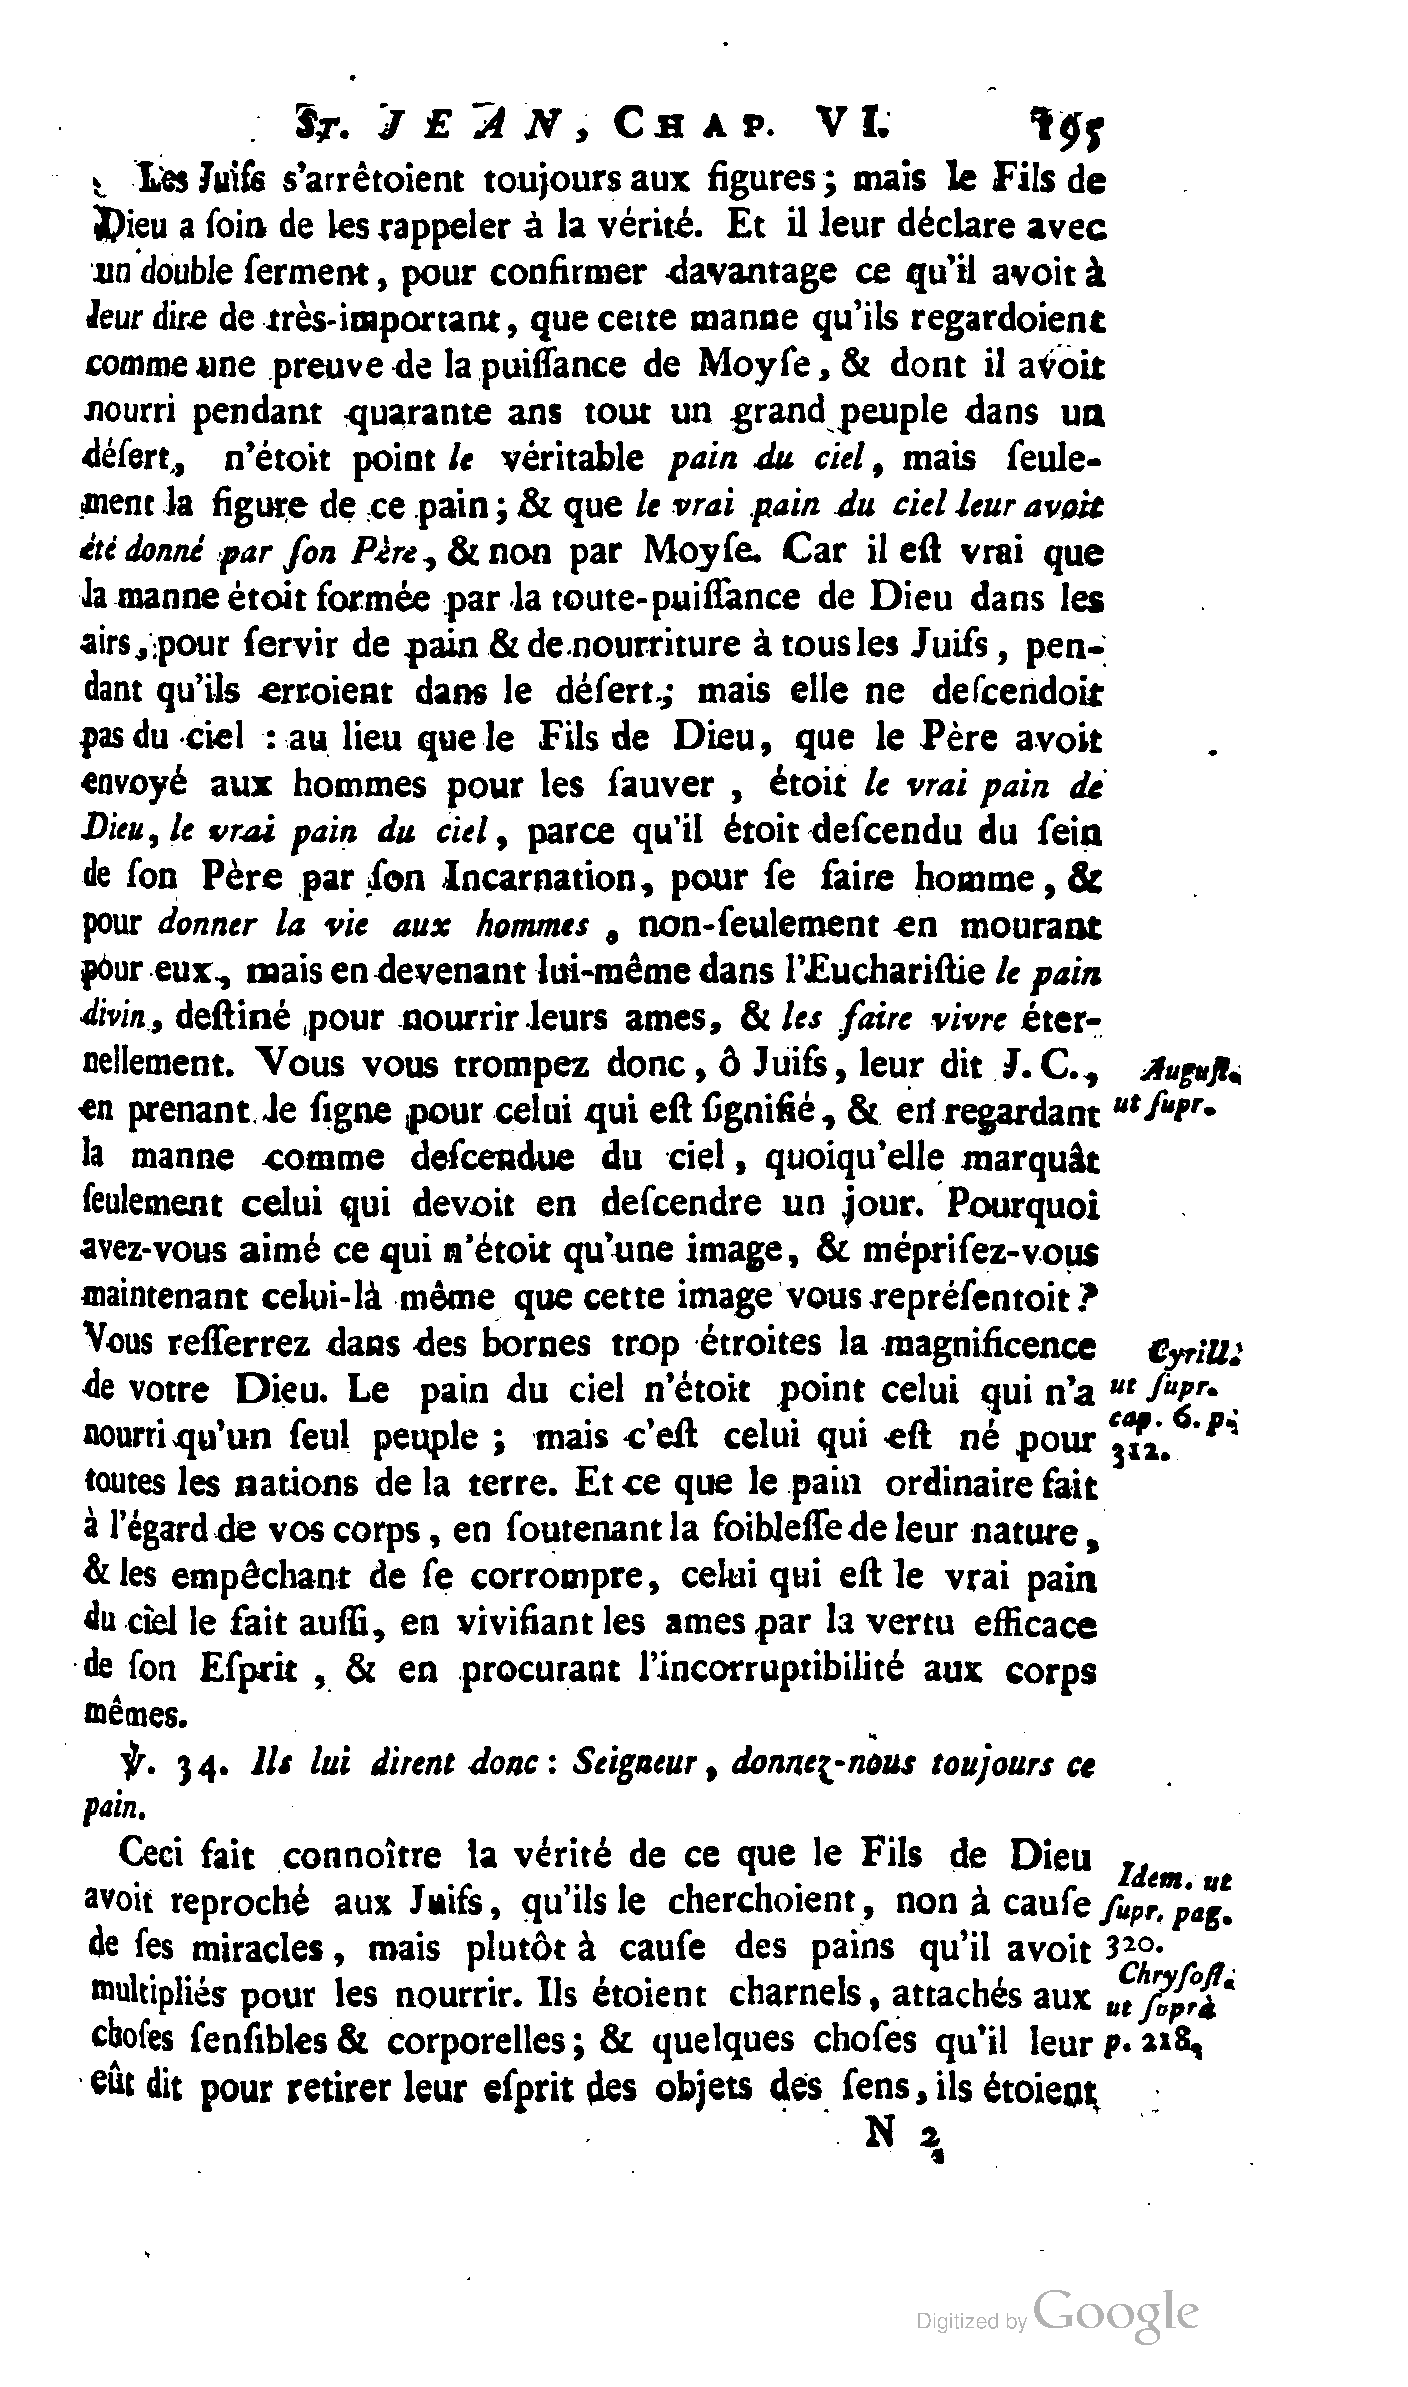 ST. JEAN, CHAP. VI. 195
Les Juifs s'arrêtoient toujours aux figures ; mais le Fils de
Dieu a ſoin de les rappeler à la vérité. Et il leur déclare avec
un double ſerment, pour confirmer davantage ce qu'il avoit à
leur dire de très-important, que cette manne qu'ils regardoient
comme une preuve de la puiſſance de Moyſe, & dont il avoit
nourri pendant quarante ans tout un grand peuple dans un
déſert, n'étoit point le véritable pain du ciel, mais ſeule-
ment la figure de ce pain ; & que le vrai pain du ciel leur avoit
été donné par ſon Père, & non par Moyſe. Car il eſt vrai que
la manne étoit formée par la toute-puiſſance de Dieu dans les
airs, pour ſervir de pain & de nourriture à tous les Juifs, pen-
dant qu'ils erroient dans le déſert ; mais elle ne deſcendoit
pas du ciel : au lieu que le Fils de Dieu, que le Père avoit
envoyé aux hommes pour les ſauver, étoit le vrai pain de
Dieu, le vrai pain du ciel, parce qu'il étoit deſcendu du ſein
de ſon Père par ſon Incarnation, pour ſe faire homme, &
pour donner la vie aux hommes, non-ſeulement en mourant
pour eux, mais en devenant lui-même dans l'Euchariſtie le pain
divin, deſtiné pour nourrir leurs ames, & les faire vivre éter-
nellement. Vous vous trompez donc, ô Juifs, leur dit J. C.,
Auguſt.
en prenant le ſigne pour celui qui eſt ſignifié, & en regardant
ut ſupr.
la manne comme deſcendue du ciel, quoiqu'elle marquât
ſeulement celui qui devoit en deſcendre un jour. Pourquoi
avez-vous aimé ce qui n'étoit qu'une image, & mépriſez-vous
maintenant celui-là même que cette image vous repréſentoit ?
Vous reſſerrez dans des bornes trop étroites la magnificence
Cyrill.
de votre Dieu. Le pain du ciel n'étoit point celui qui n'a
ut ſupr.
cap. 6. p.
nourri qu'un ſeul peuple ; mais c'eſt celui qui eſt né pour
312.
toutes les nations de la terre. Et ce que le pain ordinaire fait
à l'égard de vos corps, en ſoutenant la foibleſſe de leur nature,
& les empêchant de ſe corrompre, celui qui eſt le vrai pain
du ciel le fait auſſi, en vivifiant les ames par la vertu efficace
de ſon Eſprit, & en procurant l'incorruptibilité aux corps
mêmes.
℣. 34. Ils lui dirent donc : Seigneur, donnez-nous toujours ce
pain.
Ceci fait connoître la vérité de ce que le Fils de Dieu
Idem. ut
avoit reproché aux Juifs, qu'ils le cherchoient, non à cauſe
ſupr. pag.
de ſes miracles, mais plutôt à cauſe des pains qu'il avoit
320.
Chryſoſt.
multipliés pour les nourrir. Ils étoient charnels, attachés aux
ut ſuprà
choſes ſenſibles & corporelles ; & quelques choſes qu'il leur
p. 218.
eût dit pour retirer leur eſprit des objets des ſens, ils étoient
N 2
Digitized by Google